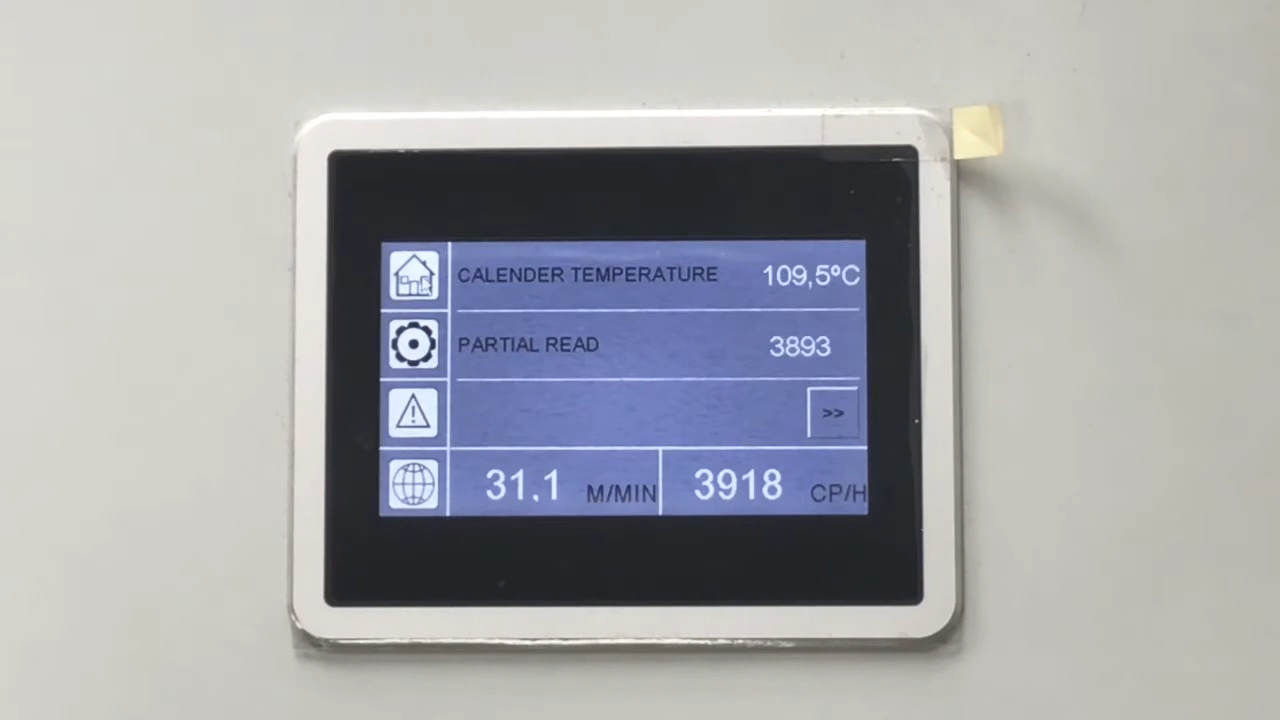 CALENDER TEMPERATURE 109,5ºC
PARTIAL READ 3893
>>
31.1 M/MIN 3918 CP/H